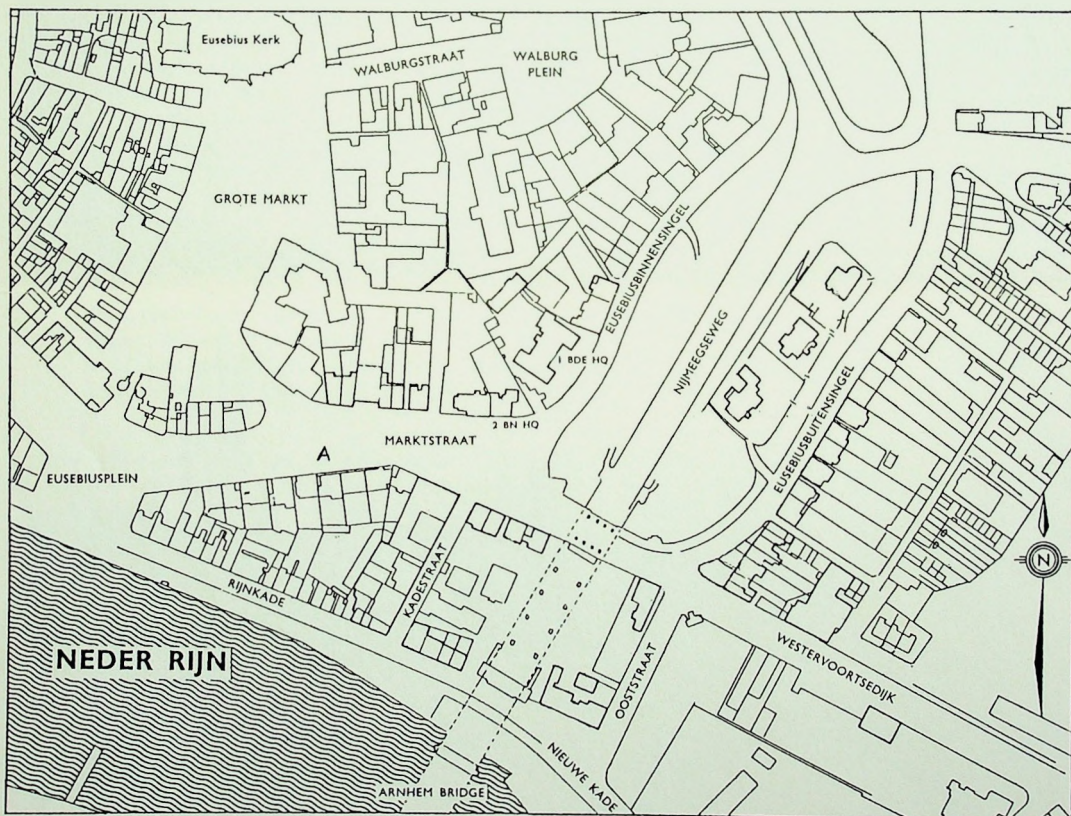 Eusebius Kerk
WALBURGSTRAAT
WALBURG
PLEIN
GROTE MARKT
EUSEBIUSBINNENSINGEL
NIJMEEGSEWEG
1 BDE HQ
2 BN HQ
MARKTSTRAAT
A
EUSEBIUSPLEIN
EUSEBIUSBUITENSINGEL
N
RIJNKADE
KADESTRAAT
NEDER RIJN
OOSTSTRAAT
WESTERVOORTSEDIJK
NIEUWE KADE
ARNHEM BRIDGE